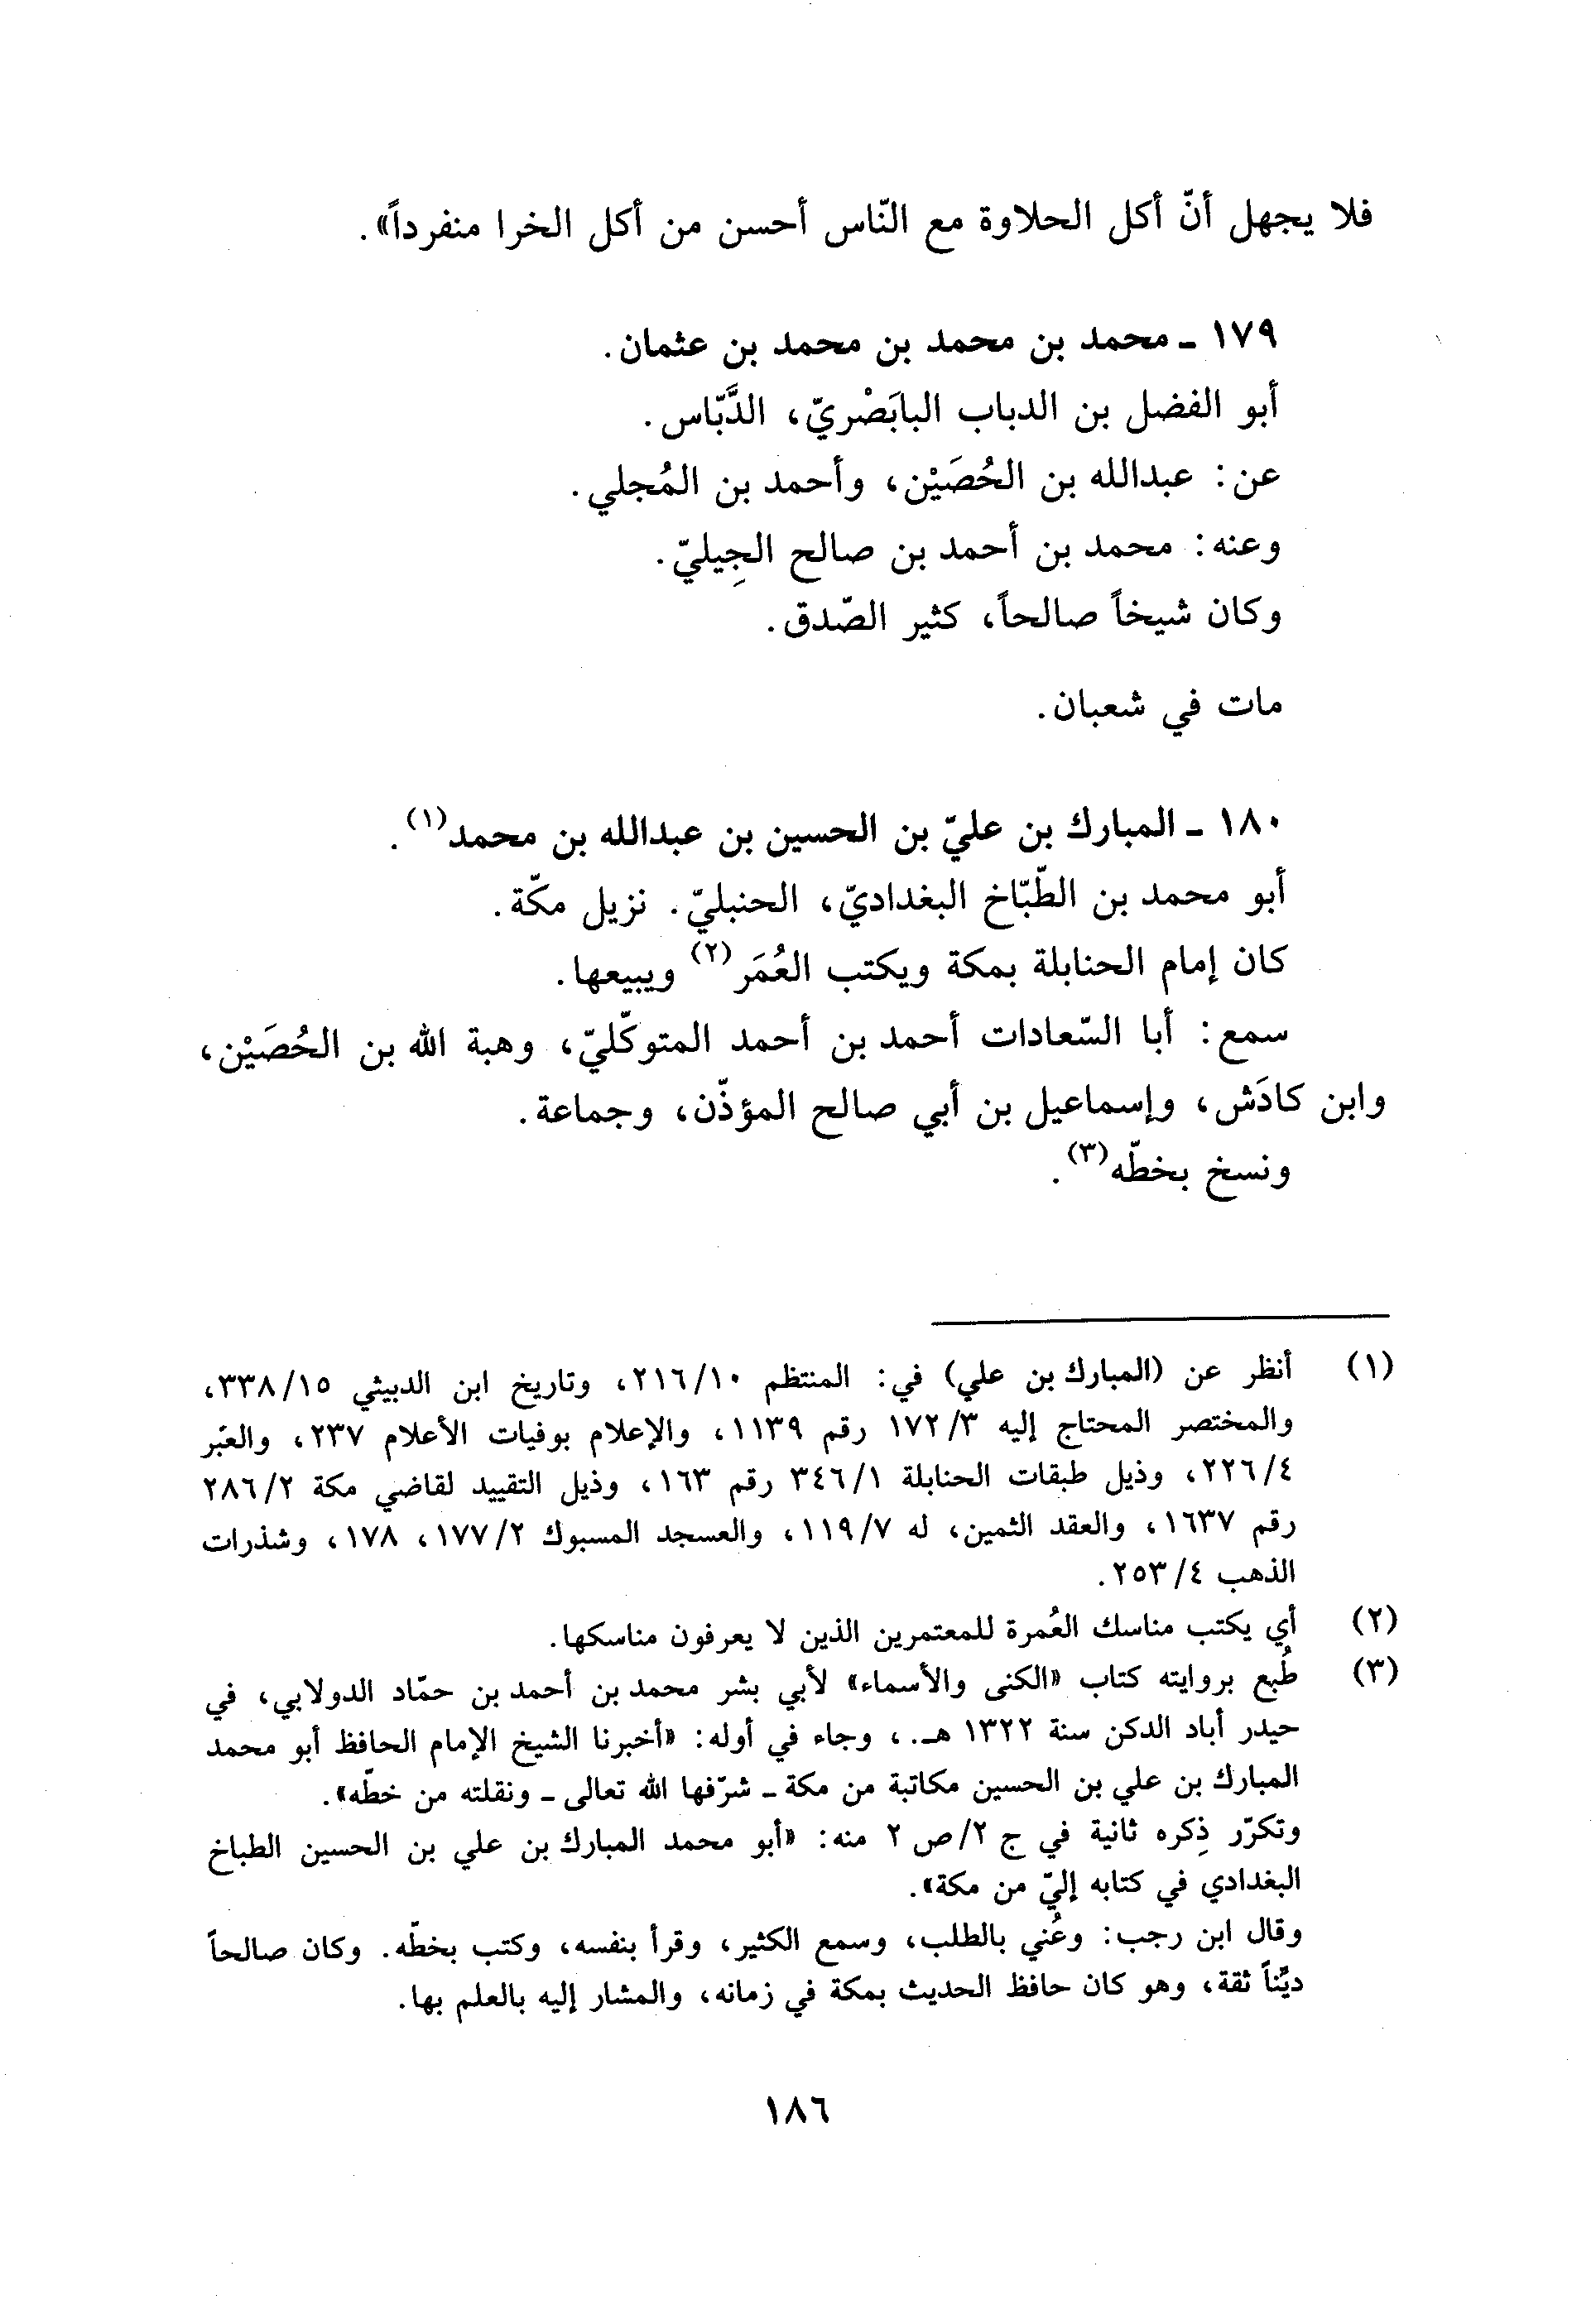 فلا يجهل أنّ أكل الحلاوة مع النّاس أحسن من أكل الخرا منفرداً».
١٧٩ ـ محمد بن محمد بن محمد بن عثمان.
أبو الفضل بن الدباب البابَصْريّ، الدَّبّاس.
عن: عبدالله بن الحُصَيْن، وأحمد بن المُجلي.
وعنه: محمد بن أحمد بن صالح الجِيليّ.
وكان شيخاً صالحاً، كثير الصّدق.
مات في شعبان.
١٨٠ ـ المبارك بن عليّ بن الحسين بن عبدالله بن محمد(١).
أبو محمد بن الطّبّاخ البغداديّ، الحنبليّ. نزيل مكّة.
كان إمام الحنابلة بمكة ويكتب العُمَر(٢) ويبيعها.
سمع: أبا السّعادات أحمد بن أحمد المتوكّليّ، وهبة الله بن الحُصَيْن،
وابن كادَش، وإسماعيل بن أبي صالح المؤذّن، وجماعة.
ونسخ بخطّه(٣).
(١) أنظر عن (المبارك بن علي) في: المنتظم ٢١٦/١٠، وتاريخ ابن الدبيثي ٣٣٨/١٥،
والمختصر المحتاج إليه ١٧٢/٣ رقم ١١٣٩، والإعلام بوفيات الأعلام ٢٣٧، والعبَر
٢٢٦/٤، وذيل طبقات الحنابلة ٣٤٦/١ رقم ١٦٣، وذيل التقييد لقاضي مكة ٢٨٦/٢
رقم ١٦٣٧، والعقد الثمين، له ١١٩/٧، والعسجد المسبوك ١٧٧/٢، ١٧٨، وشذرات
الذهب ٢٥٣/٤.
(٢) أي يكتب مناسك العُمرة للمعتمرين الذين لا يعرفون مناسكها.
(٣) طُبع بروايته كتاب «الكنى والأسماء» لأبي بشر محمد بن أحمد بن حمّاد الدولابي، في
حيدر أباد الدكن سنة ١٣٢٢ هـ.، وجاء في أوله: «أخبرنا الشيخ الإمام الحافظ أبو محمد
المبارك بن علي بن الحسين مكاتبة من مكة ـ شرّفها الله تعالى ـ ونقلته من خطّه».
وتكرّر ذِكره ثانية في ج ٢/ص ٢ منه: «أبو محمد المبارك بن علي بن الحسين الطباخ
البغدادي في كتابه إليّ من مكة».
وقال ابن رجب: وعُني بالطلب، وسمع الكثير، وقرأ بنفسه، وكتب بخطّه. وكان صالحاً
ديِّناً ثقة، وهو كان حافظ الحديث بمكة في زمانه، والمشار إليه بالعلم بها.
١٨٦